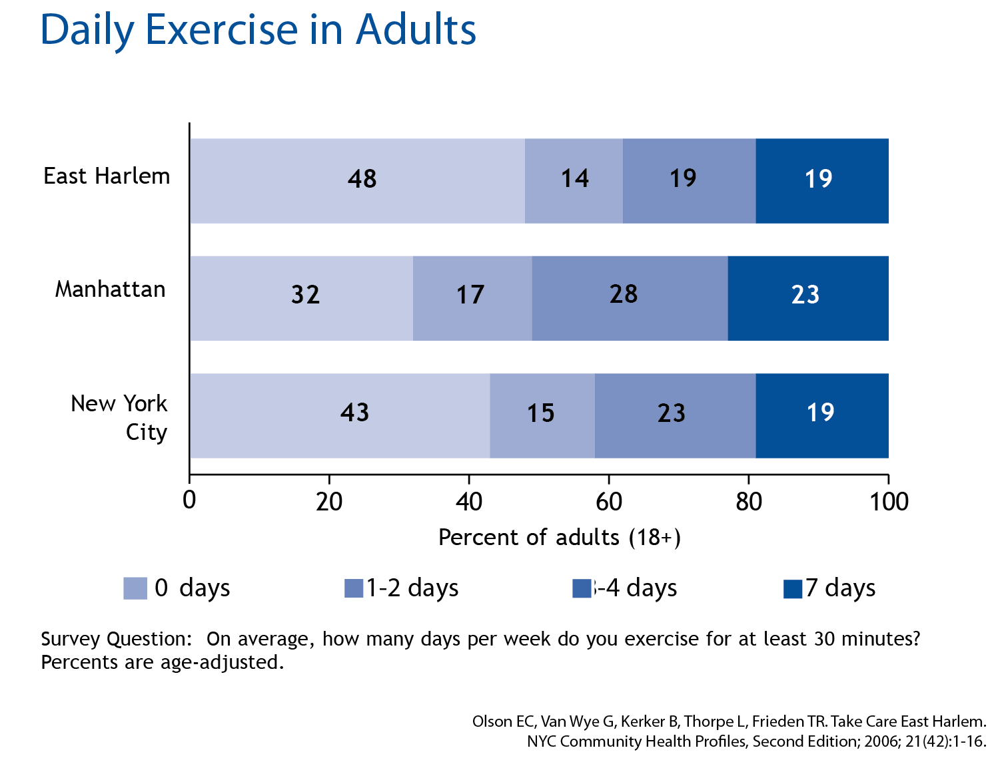 Daily Exercise in Adults
East Harlem
48 14 19 19
Manhattan
32 17 28 23
New York
City
43 15 23 19
0 20 40 60 80 100
Percent of adults (18+)
0 days 1-2 days -4 days 7 days
Survey Question: On average, how many days per week do you exercise for at least 30 minutes?
Percents are age-adjusted.
Olson EC, Van Wye G, Kerker B, Thorpe L, Frieden TR. Take Care East Harlem.
NYC Community Health Profiles, Second Edition; 2006; 21(42):1-16.